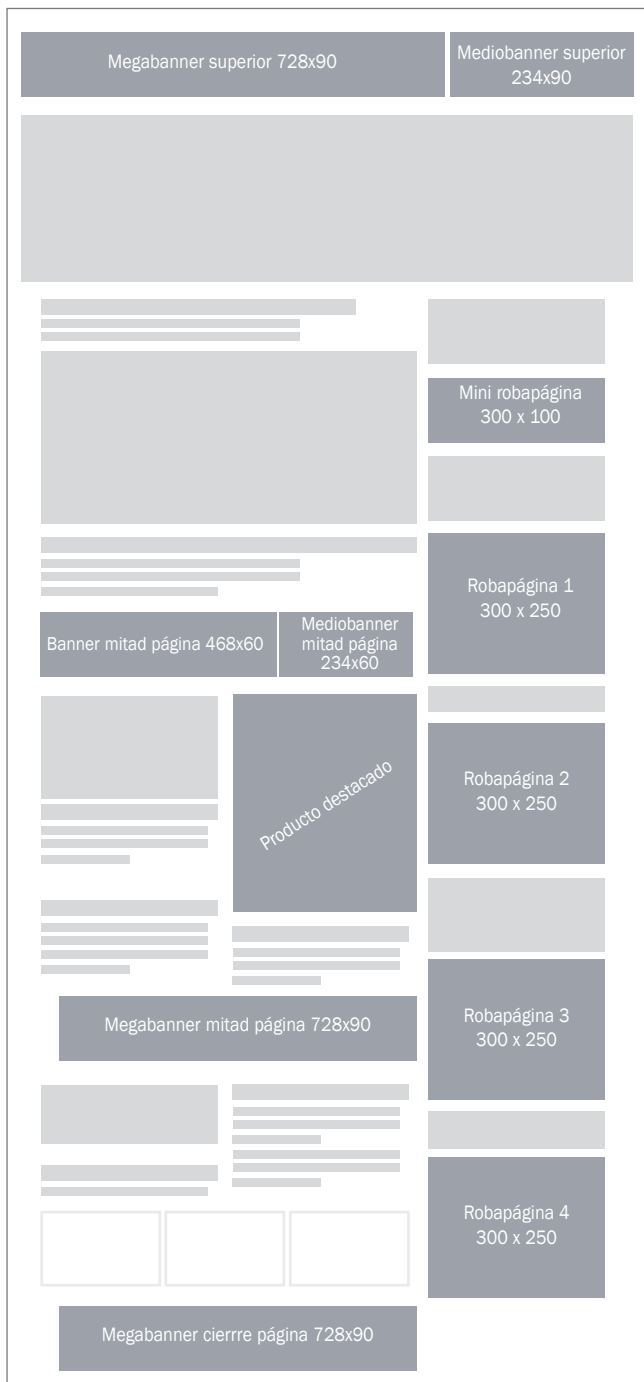 Megabanner superior 728x90
Mediobanner superior
234x90
Mini robapágina
300 x 100
Robapágina 1
300 x 250
Banner mitad página 468x60
Mediobanner
mitad página
234x60
Producto destacado
Robapágina 2
300 x 250
Megabanner mitad página 728x90
Robapágina 3
300 x 250
Robapágina 4
300 x 250
Megabanner cierrre página 728x90